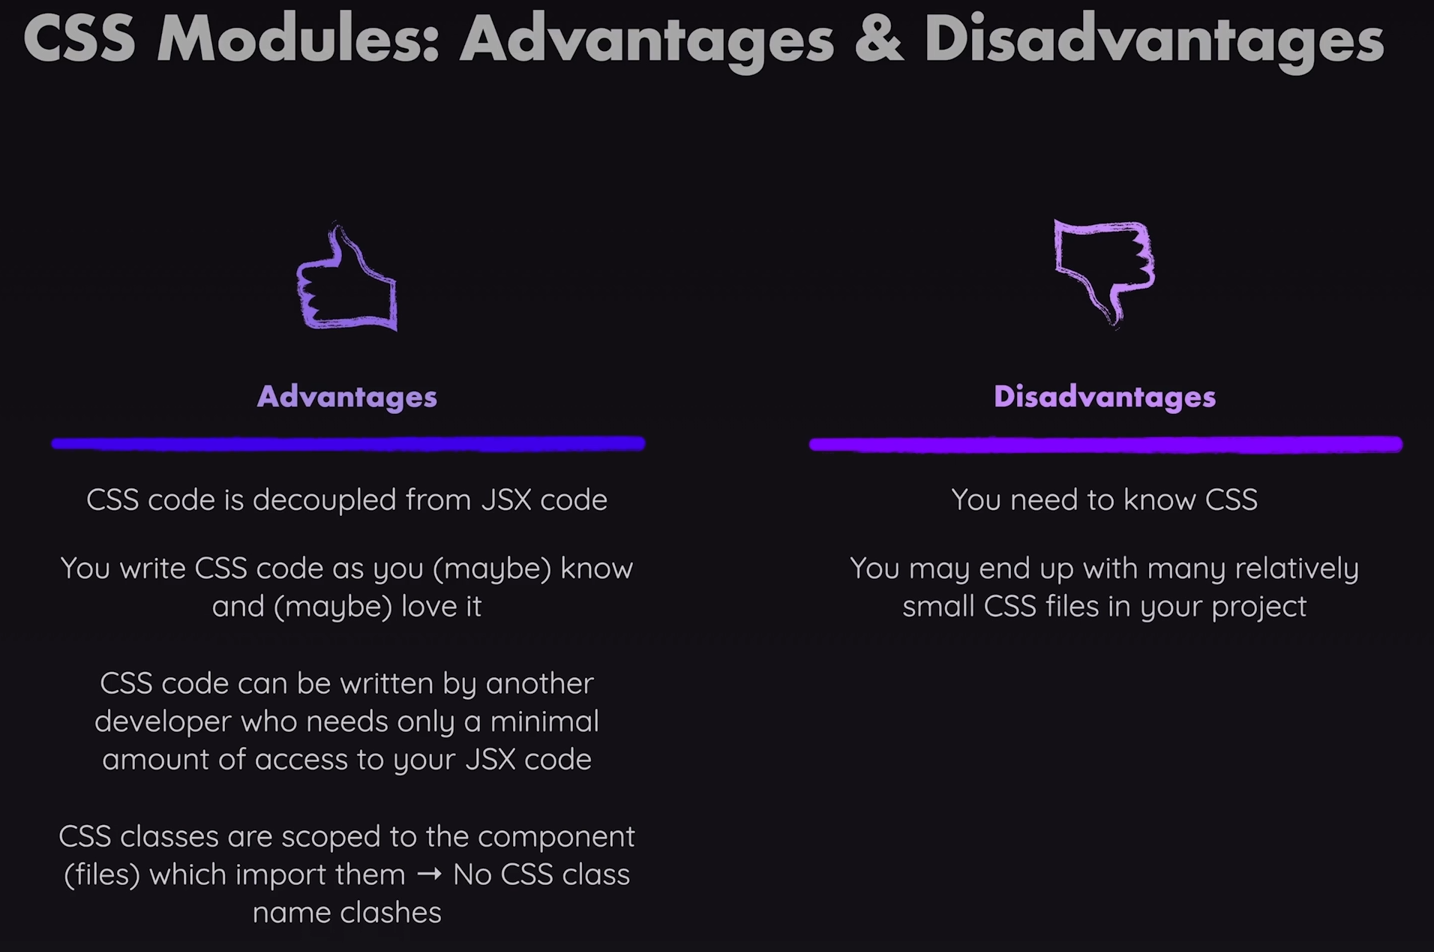 CSS Modules: Advantages & Disadvantages
Advantages
CSS code is decoupled from JSX code
You write CSS code as you (maybe) know
and (maybe) love it
CSS code can be written by another
developer who needs only a minimal
amount of access to your JSX code
CSS classes are scoped to the component
(files) which import them → No CSS class
name clashes
Disadvantages
You need to know CSS
You may end up with many relatively
small CSS files in your project